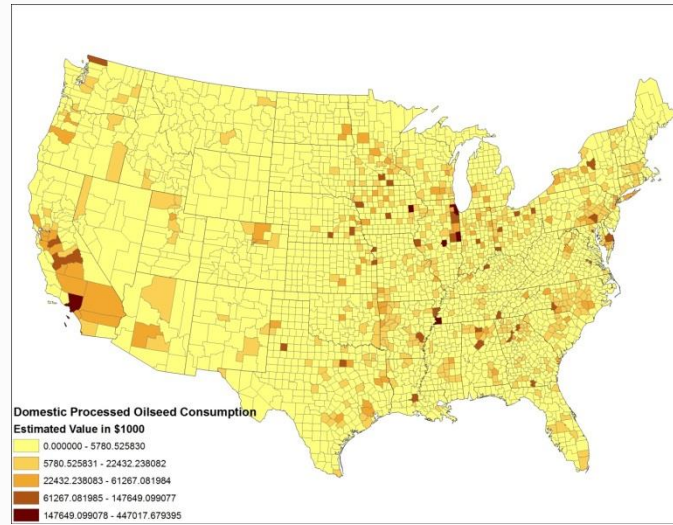 Domestic Processed Oilseed Consumption
Estimated Value in $1000
0.000000 - 5780.525830
5780.525831 - 22432.238082
22432.238083 - 61267.081984
61267.081985 - 147649.099077
147649.099078 - 447017.679395